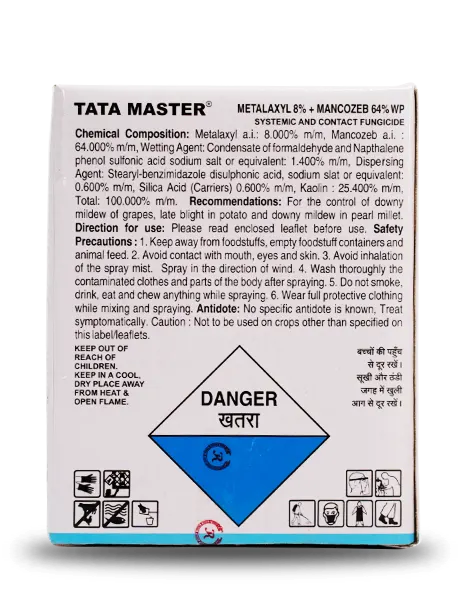 TATA MASTER®
METALAXYL 8% + MANCOZEB 64% WP
SYSTEMIC AND CONTACT FUNGICIDE
Chemical Composition: Metalaxyl a.i.: 8.000% m/m, Mancozeb a.i. :
64.000% m/m, Wetting Agent: Condensate of formaldehyde and Napthalene
phenol sulfonic acid sodium salt or equivalent: 1.400% m/m, Dispersing
Agent: Stearyl-benzimidazole disulphonic acid, sodium slat or equivalent:
0.600% m/m, Silica Acid (Carriers) 0.600% m/m, Kaolin : 25.400% m/m,
Total: 100.000% m/m. Recommendations: For the control of downy
mildew of grapes, late blight in potato and downy mildew in pearl millet.
Direction for use: Please read enclosed leaflet before use. Safety
Precautions : 1. Keep away from foodstuffs, empty foodstuff containers and
animal feed. 2. Avoid contact with mouth, eyes and skin. 3. Avoid inhalation
of the spray mist. Spray in the direction of wind. 4. Wash thoroughly the
contaminated clothes and parts of the body after spraying. 5. Do not smoke,
drink, eat and chew anything while spraying. 6. Wear full protective clothing
while mixing and spraying. Antidote: No specific antidote is known, Treat
symptomatically. Caution : Not to be used on crops other than specified on
this label/leaflets.
KEEP OUT OF
REACH OF
CHILDREN.
KEEP IN A COOL,
DRY PLACE AWAY
FROM HEAT &
OPEN FLAME.
DANGER
खतरा
बच्चों की पहुँच
से दूर रखें।
सूखी और ठंडी
जगह में खुली
आग से दूर रखें।